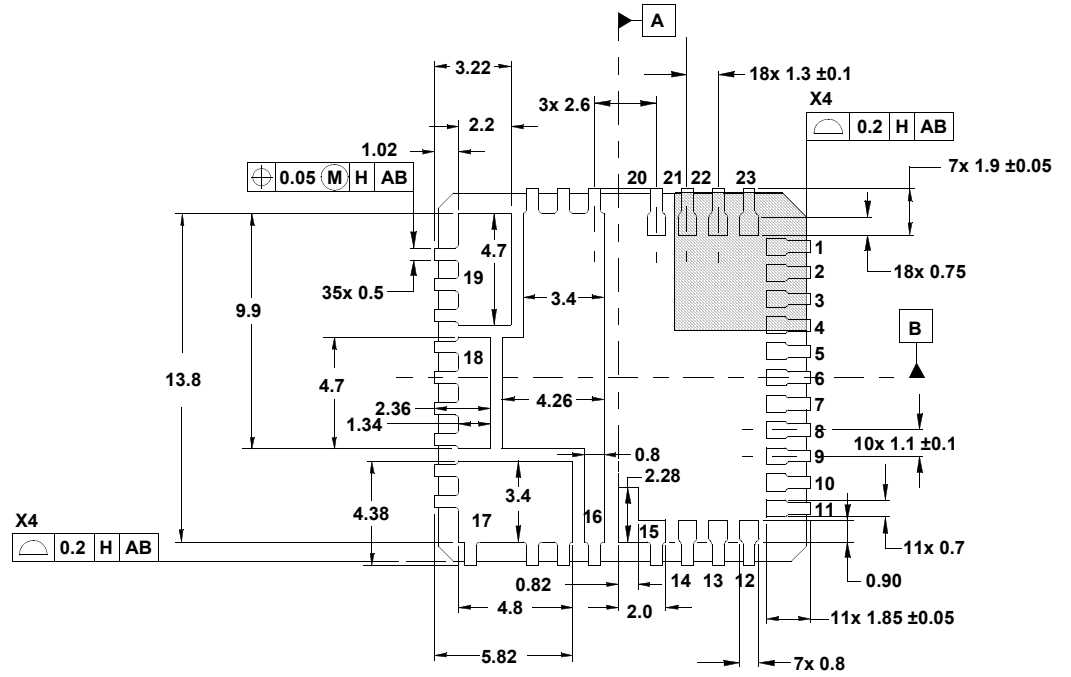 A
3.22
18x 1.3 ±0.1
X4
3x 2.6
2.2
0.2 H AB
1.02
7x 1.9 ±0.05
0.05 M H AB
20 21 22 23
1
4.7
2
18x 0.75
19
35x 0.5
3
3.4
9.9
4
B
5
18
6
13.8
4.7
2.36
4.26
7
1.34
8
10x 1.1 ±0.1
0.8
9
2.28
10
3.4
4.38
11
X4
17
16
15
0.2 H AB
11x 0.7
0.82
14 13 12
0.90
4.8
2.0
11x 1.85 ±0.05
5.82
7x 0.8